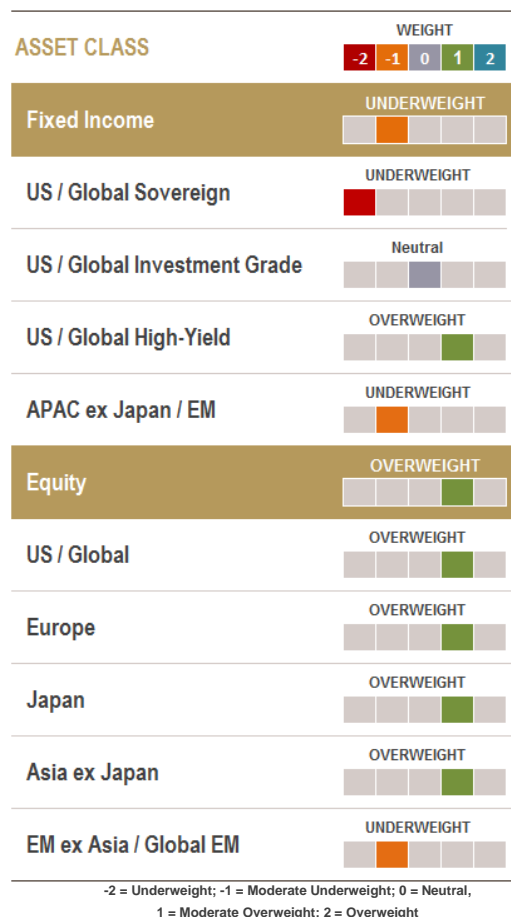 WEIGHT
ASSET CLASS
-2 -1 0 1 2
UNDERWEIGHT
Fixed Income
UNDERWEIGHT
US / Global Sovereign
Neutral
US / Global Investment Grade
OVERWEIGHT
US / Global High-Yield
UNDERWEIGHT
APAC ex Japan / EM
OVERWEIGHT
Equity
OVERWEIGHT
US / Global
OVERWEIGHT
Europe
OVERWEIGHT
Japan
OVERWEIGHT
Asia ex Japan
UNDERWEIGHT
EM ex Asia / Global EM
-2 = Underweight; -1 = Moderate Underweight; 0 = Neutral,
1 = Moderate Overweight; 2 = Overweight